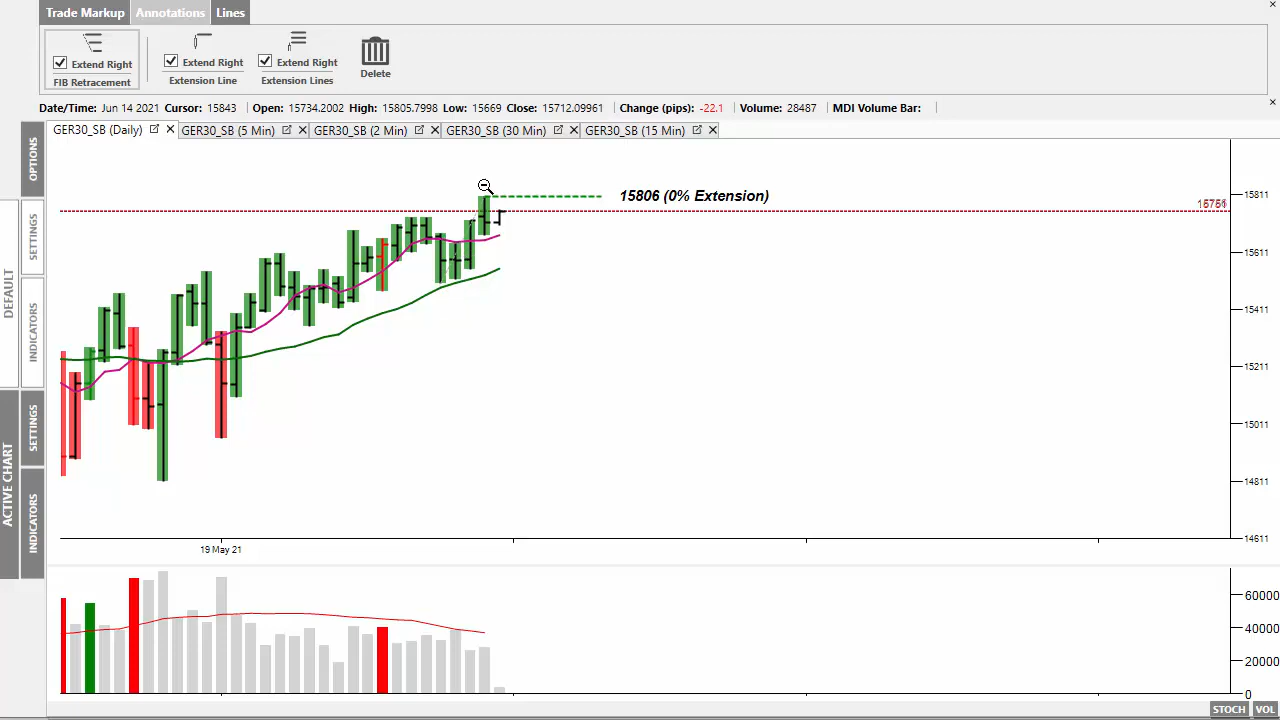 Trade Markup Annotations Lines
Extend Right Extend Right Extend Right
FIB Retracement Extension Line Extension Lines Delete
Date/Time: Jun 14 2021 Cursor: 15843 Open: 15734.2002 High: 15805.7998 Low: 15669 Close: 15712.09961 Change (pips): -22.1 Volume: 28487 MDI Volume Bar:
GER30_SB (Daily) GER30_SB (5 Min) GER30_SB (2 Min) GER30_SB (30 Min) GER30_SB (15 Min)
OPTIONS
SETTINGS
DEFAULT
INDICATORS
SETTINGS
ACTIVE CHART
INDICATORS
15806 (0% Extension)
15811
15611
15411
15211
15011
14811
14611
19 May 21
60000
40000
20000
0
STOCH VOL